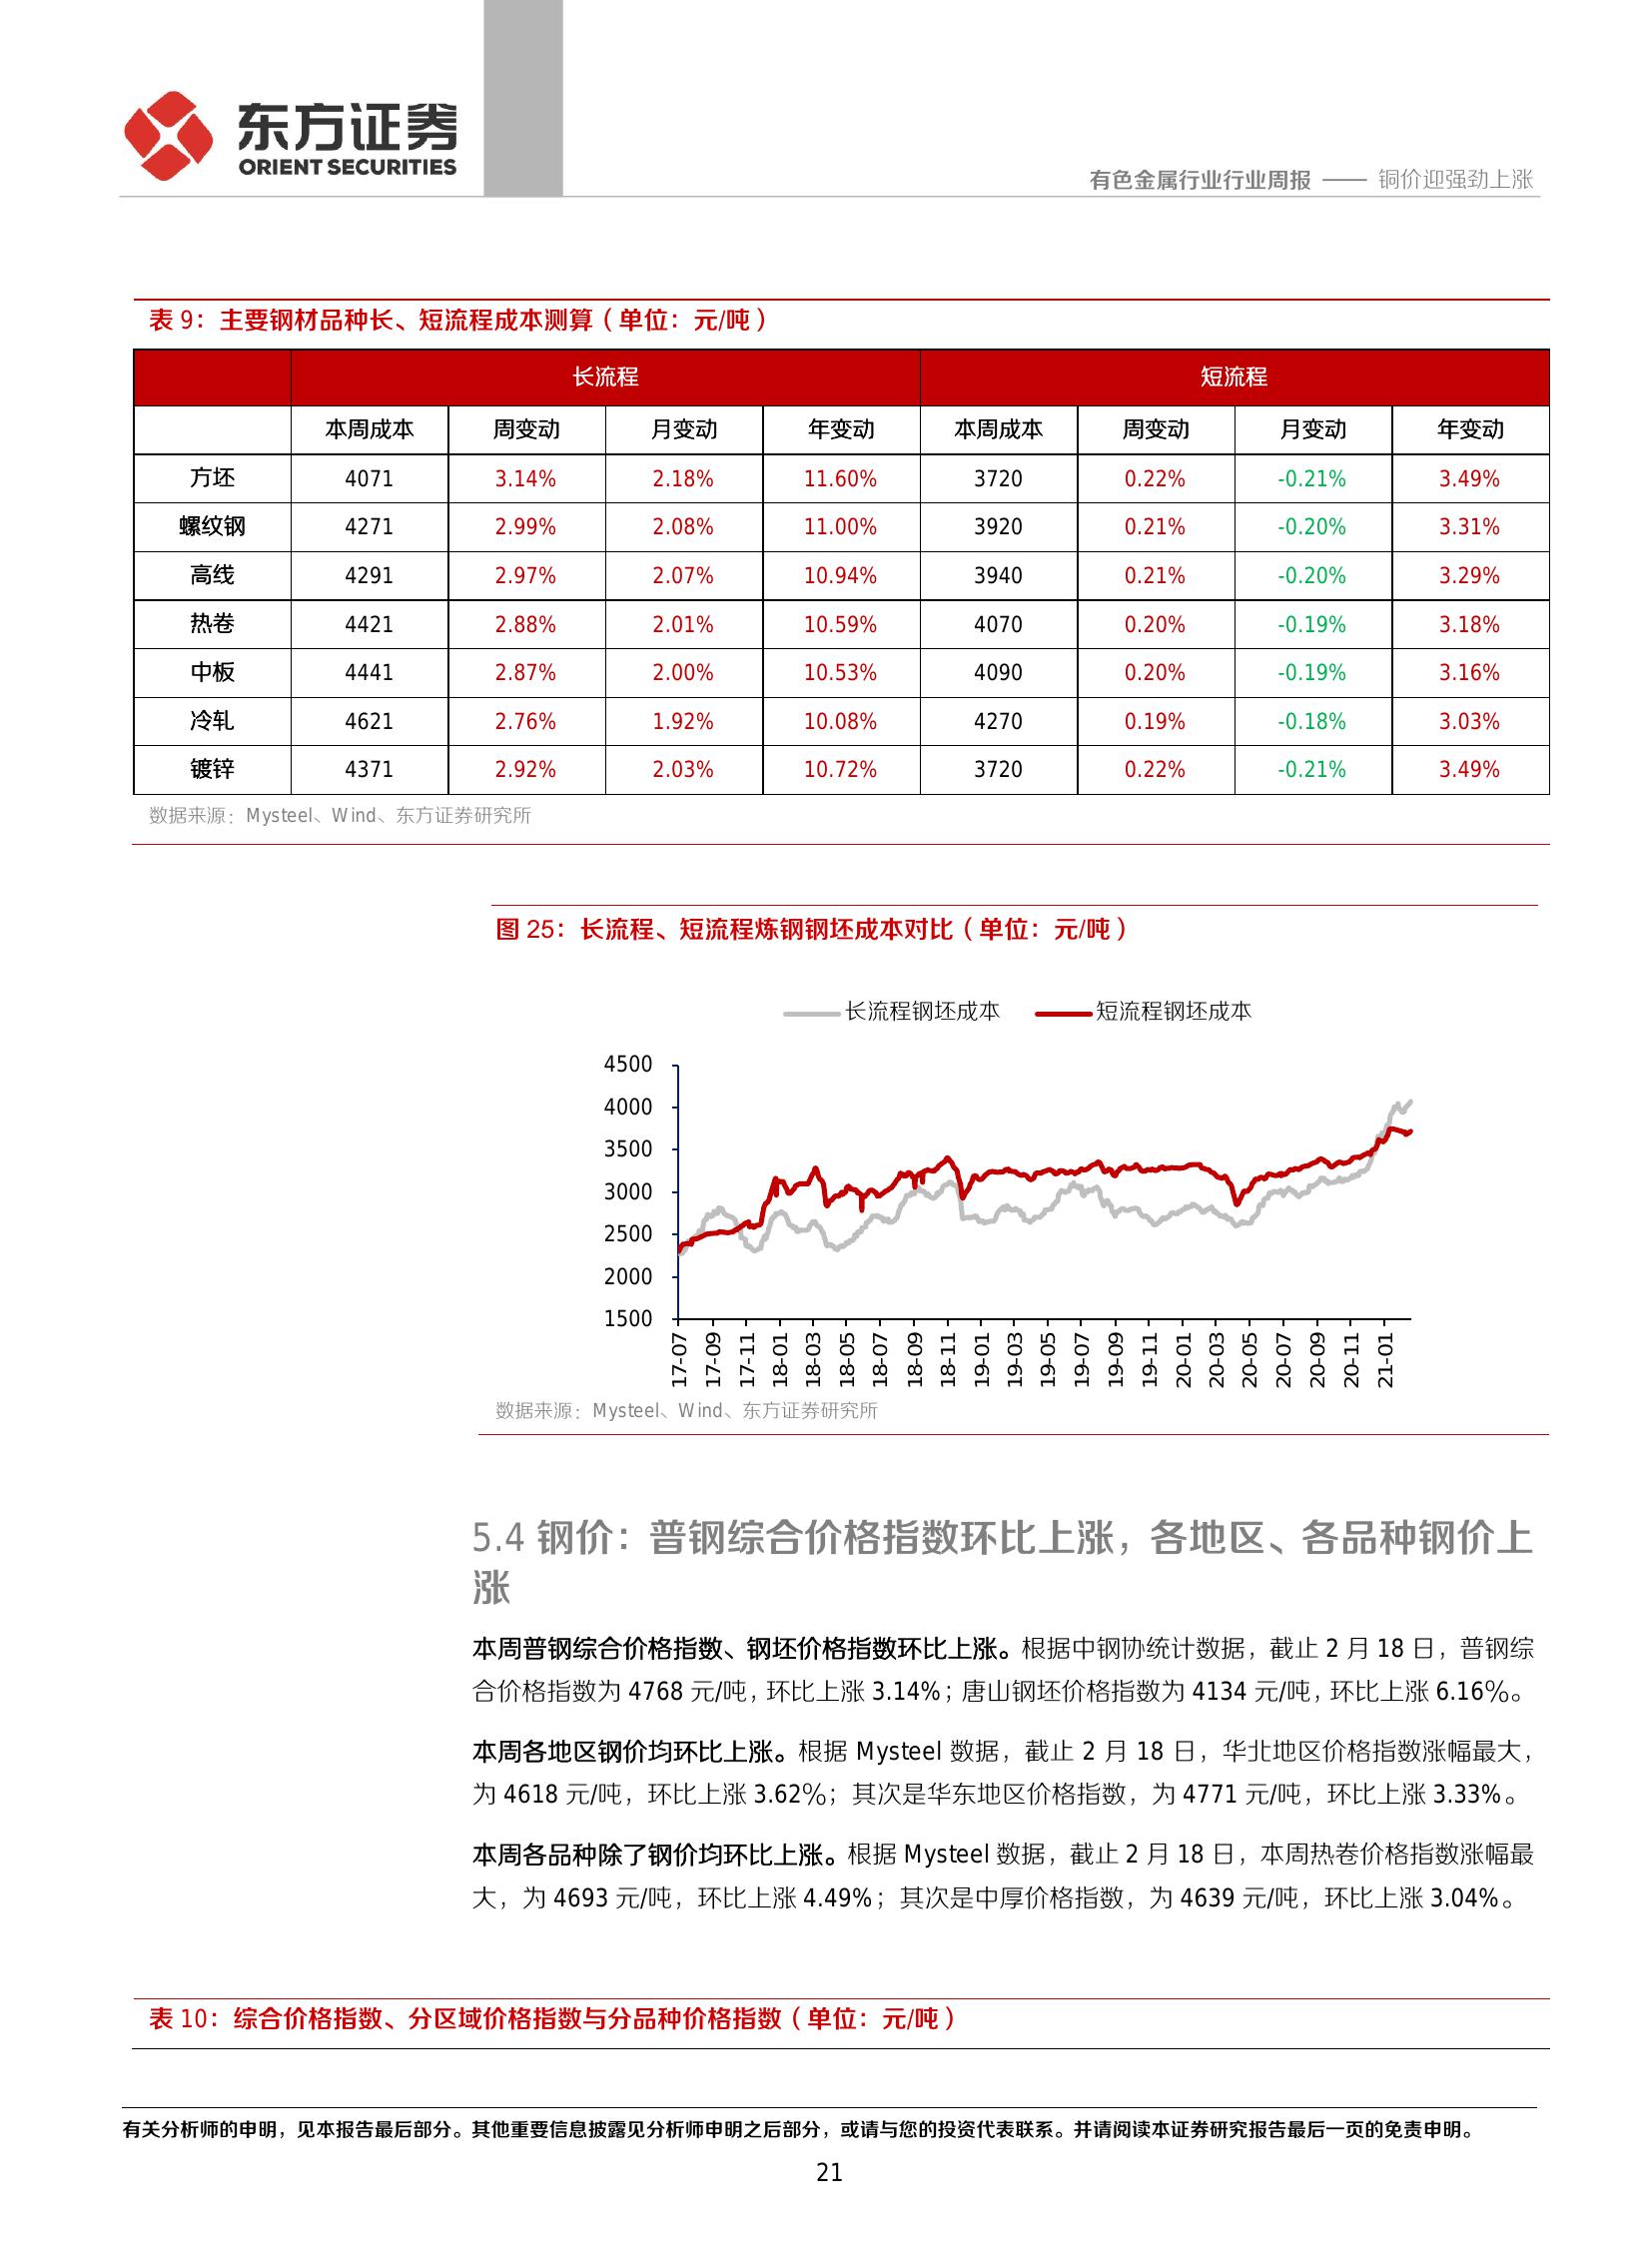 东方证券
ORIENT SECURITIES
有色金属行业行业周报 —— 铜价迎强劲上涨
表 9：主要钢材品种长、短流程成本测算（单位：元/吨）
长流程 短流程
本周成本 周变动 月变动 年变动 本周成本 周变动 月变动 年变动
方坯 4071 3.14% 2.18% 11.60% 3720 0.22% -0.21% 3.49%
螺纹钢 4271 2.99% 2.08% 11.00% 3920 0.21% -0.20% 3.31%
高线 4291 2.97% 2.07% 10.94% 3940 0.21% -0.20% 3.29%
热卷 4421 2.88% 2.01% 10.59% 4070 0.20% -0.19% 3.18%
中板 4441 2.87% 2.00% 10.53% 4090 0.20% -0.19% 3.16%
冷轧 4621 2.76% 1.92% 10.08% 4270 0.19% -0.18% 3.03%
镀锌 4371 2.92% 2.03% 10.72% 3720 0.22% -0.21% 3.49%
数据来源：Mysteel、Wind、东方证券研究所
图 25：长流程、短流程炼钢钢坯成本对比（单位：元/吨）
长流程钢坯成本 短流程钢坯成本
4500
4000
3500
3000
2500
2000
1500
17-07 17-09 17-11 18-01 18-03 18-05 18-07 18-09 18-11 19-01 19-03 19-05 19-07 19-09 19-11 20-01 20-03 20-05 20-07 20-09 20-11 21-01
数据来源：Mysteel、Wind、东方证券研究所
5.4 钢价：普钢综合价格指数环比上涨，各地区、各品种钢价上
涨
本周普钢综合价格指数、钢坯价格指数环比上涨。根据中钢协统计数据，截止 2 月 18 日，普钢综
合价格指数为 4768 元/吨，环比上涨 3.14%；唐山钢坯价格指数为 4134 元/吨，环比上涨 6.16%。
本周各地区钢价均环比上涨。根据 Mysteel 数据，截止 2 月 18 日，华北地区价格指数涨幅最大，
为 4618 元/吨，环比上涨 3.62%；其次是华东地区价格指数，为 4771 元/吨，环比上涨 3.33%。
本周各品种除了钢价均环比上涨。根据 Mysteel 数据，截止 2 月 18 日，本周热卷价格指数涨幅最
大，为 4693 元/吨，环比上涨 4.49%；其次是中厚价格指数，为 4639 元/吨，环比上涨 3.04%。
表 10：综合价格指数、分区域价格指数与分品种价格指数（单位：元/吨）
有关分析师的申明，见本报告最后部分。其他重要信息披露见分析师申明之后部分，或请与您的投资代表联系。并请阅读本证券研究报告最后一页的免责申明。
21